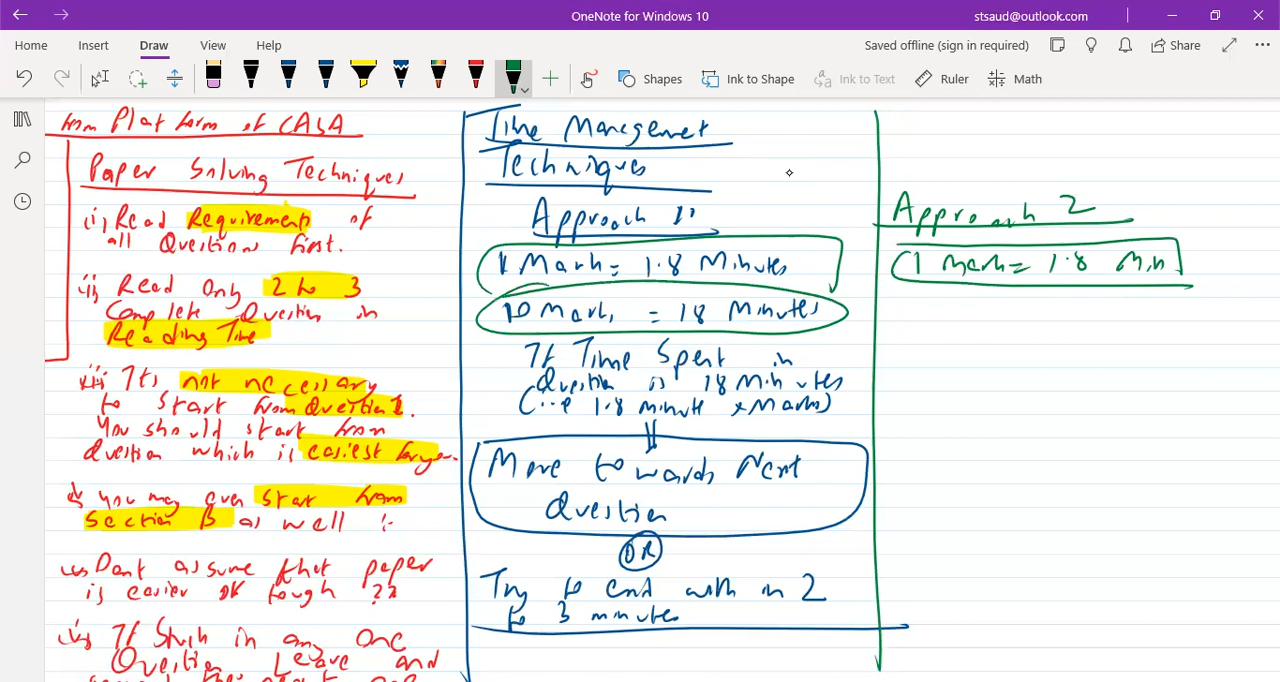 OneNote for Windows 10
stsaud@outlook.com
Home Insert Draw View Help
Saved offline (sign in required)
Share
Shapes
Ink to Shape
Ink to Text
Ruler
Math
from Platform of CASA
Paper Solving Techniques
(i) Read Requirement of
all Question First.
ii, Read Only 2 to 3
Complete Question in
Reading Time
iii, Its not necessary
to start from Question 1.
You should start from
Question which is easiest for you.
you may even start from
section B as well :-
Dont assume that paper
is easier or tough ??
If Stuck in any one
Question Leave and
Time Managemet
Techniques
Approach 1:
1 Mark = 1.8 Minutes
10 Marks = 18 Minutes
If Time Spent in
Question is 18 Minutes
(i.e 1.8 minute x Marks)
Move towards Next
Question
OR
Try to end with in 2
to 3 minutes
Approach 2
(1 mark = 1.8 Min)